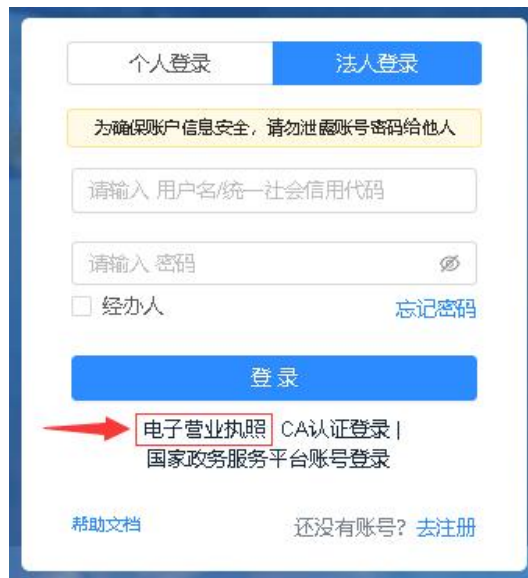 个人登录 法人登录
为确保账户信息安全，请勿泄露账号密码给他人
请输入 用户名/统一社会信用代码
请输入 密码
经办人 忘记密码
登 录
电子营业执照 CA认证登录 |
国家政务服务平台账号登录
帮助文档 还没有账号? 去注册